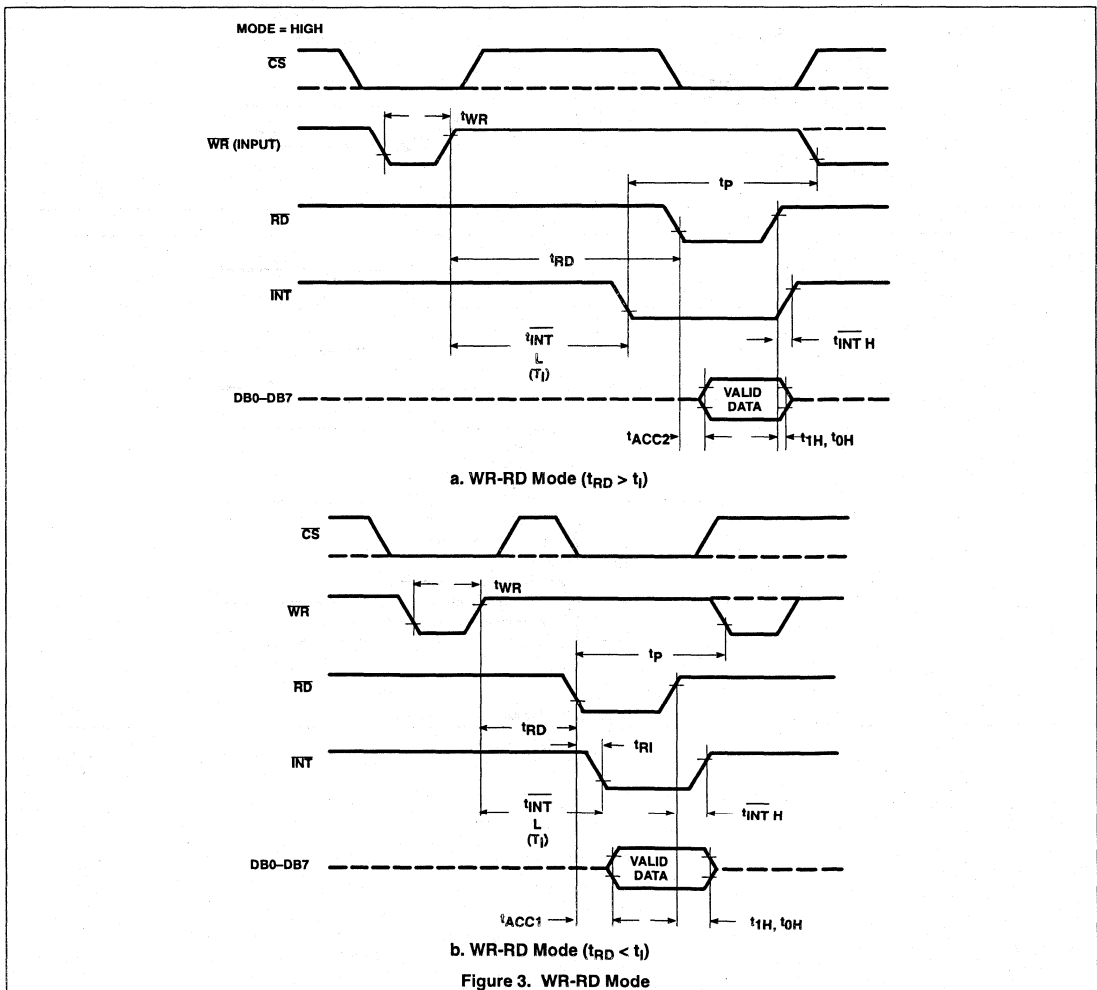 MODE = HIGH
CS
tWR
WR (INPUT)
tP
RD
tRD
INT
tINT
L
(TI)
tINT H
DB0–DB7
VALID
DATA
tACC2
t1H, t0H
a. WR-RD Mode (tRD > tI)
CS
tWR
WR
tP
RD
tRD
tRI
INT
tINT
L
(TI)
tINT H
DB0–DB7
VALID
DATA
tACC1
t1H, t0H
b. WR-RD Mode (tRD < tI)
Figure 3. WR-RD Mode